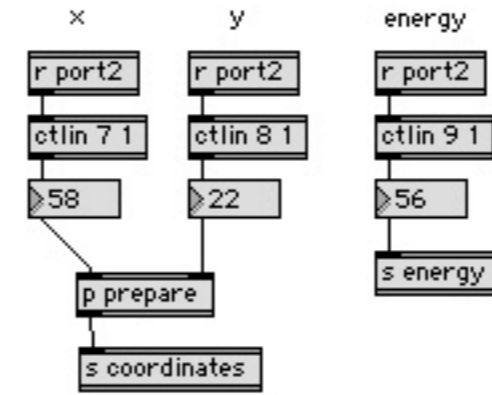 x y energy
r port2 r port2 r port2
ctlin 7 1 ctlin 8 1 ctlin 9 1
58 22 56
s energy
p prepare
s coordinates